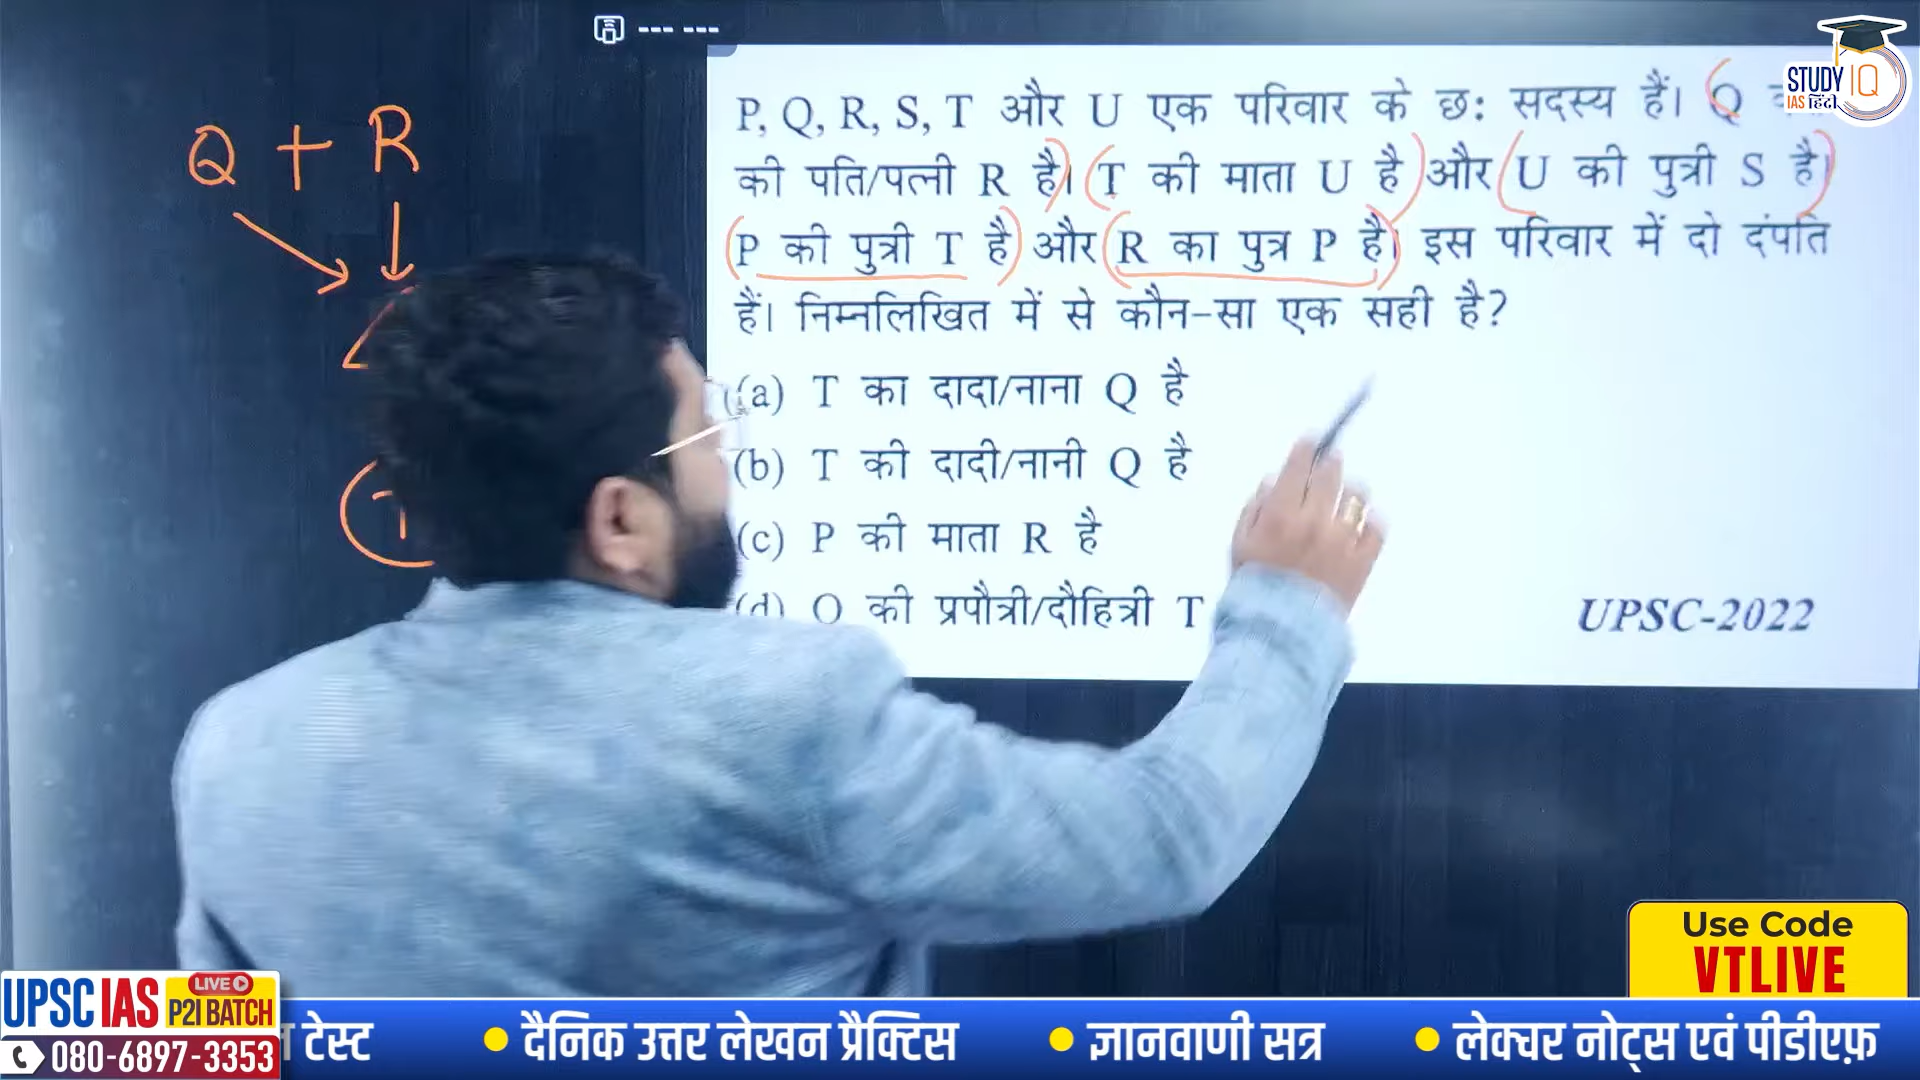 STUDY IQ
IAS हिंदी
P, Q, R, S, T और U एक परिवार के छः सदस्य हैं। Q
की पति/पत्नी R है। T की माता U है और U की पुत्री S है।
P की पुत्री T है और R का पुत्र P है। इस परिवार में दो दंपति
हैं। निम्नलिखित में से कौन-सा एक सही है?
(a) T का दादा/नाना Q है
(b) T की दादी/नानी Q है
(c) P की माता R है
(d) Q की प्रपौत्री/दौहित्री T
UPSC-2022
Q + R
T
Use Code
VTLIVE
UPSC IAS LIVE
P2I BATCH
080-6897-3353
टेस्ट • दैनिक उत्तर लेखन प्रैक्टिस • ज्ञानवाणी सत्र • लेक्चर नोट्स एवं पीडीएफ़